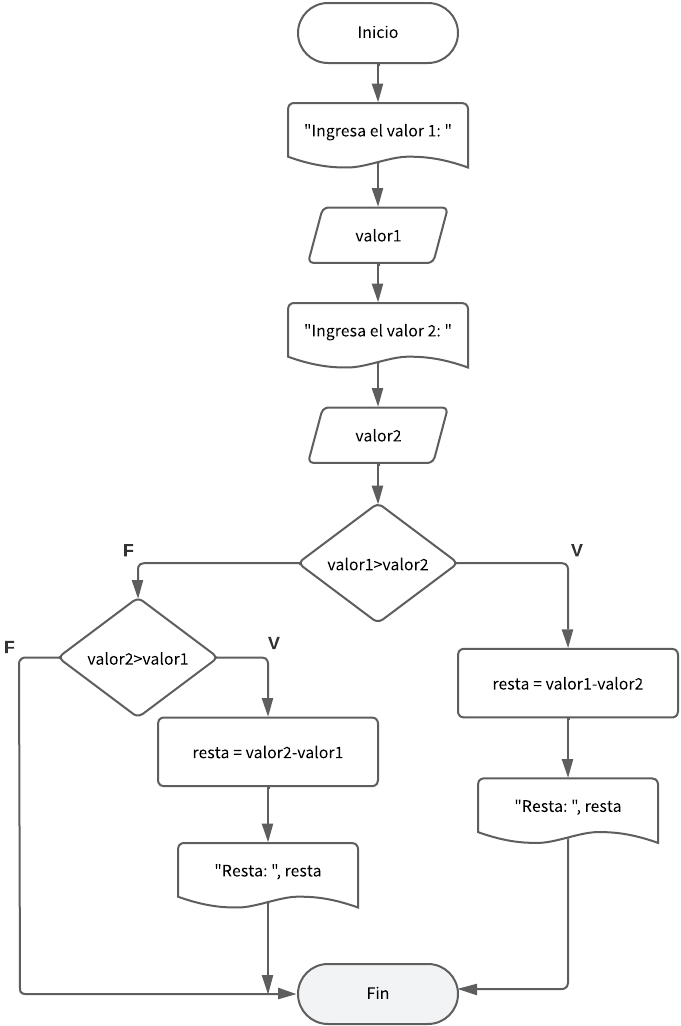 Inicio
"Ingresa el valor 1: "
valor1
"Ingresa el valor 2: "
valor2
valor1>valor2
F
V
valor2>valor1
F
V
resta = valor1-valor2
resta = valor2-valor1
"Resta: ", resta
"Resta: ", resta
Fin